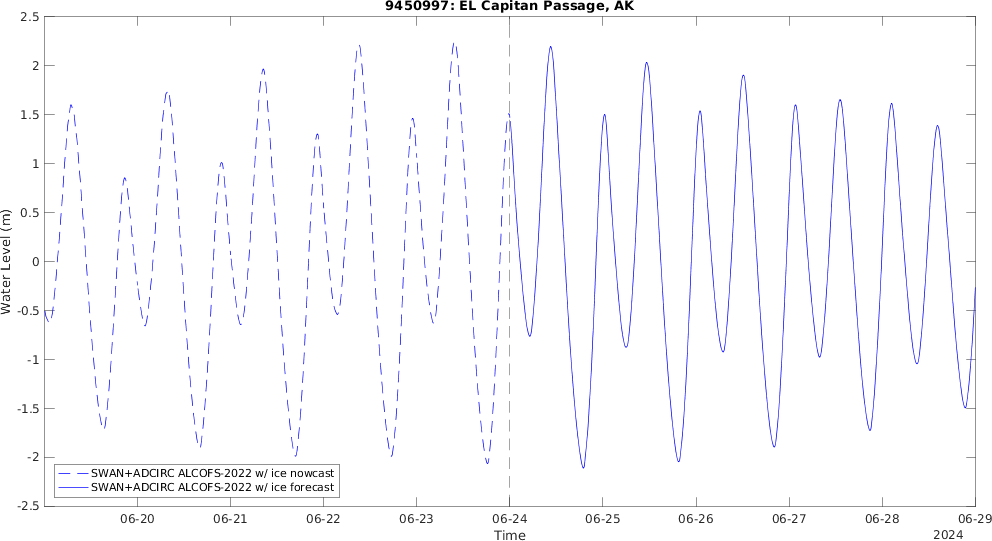 9450997: EL Capitan Passage, AK
2.5
2
1.5
1
0.5
0
-0.5
-1
-1.5
-2
-2.5
Water Level (m)
SWAN+ADCIRC ALCOFS-2022 w/ ice nowcast
SWAN+ADCIRC ALCOFS-2022 w/ ice forecast
06-20 06-21 06-22 06-23 06-24 06-25 06-26 06-27 06-28 06-29
Time
2024